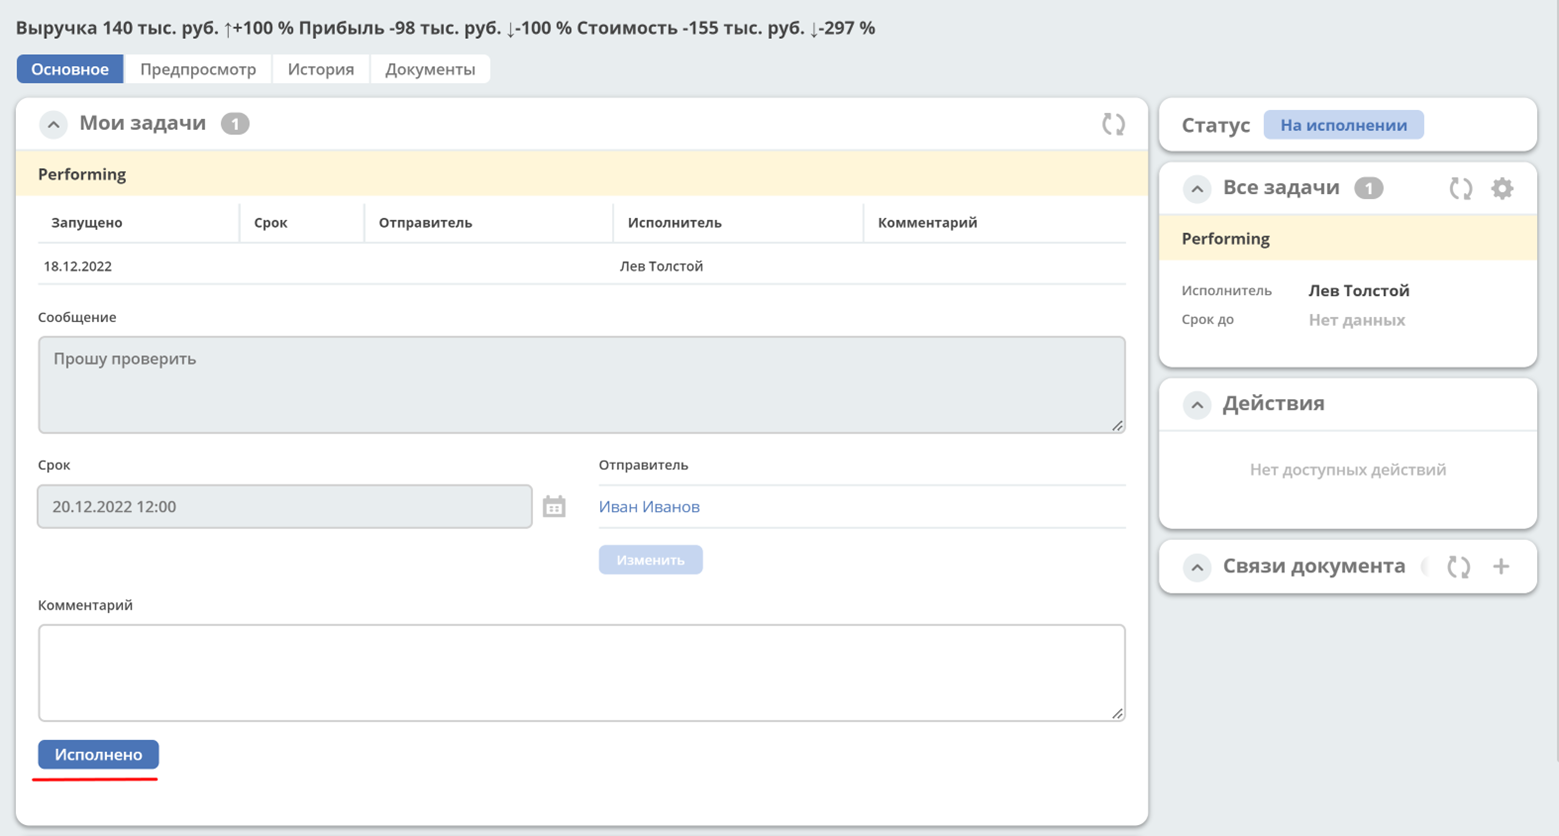 Выручка 140 тыс. руб. ↑+100 % Прибыль -98 тыс. руб. ↓-100 % Стоимость -155 тыс. руб. ↓-297 %
Основное Предпросмотр История Документы
Мои задачи 1
Performing
Запущено Срок Отправитель Исполнитель Комментарий
18.12.2022 Лев Толстой
Сообщение
Прошу проверить
Срок Отправитель
20.12.2022 12:00 Иван Иванов
Изменить
Комментарий
Исполнено
Статус На исполнении
Все задачи 1
Performing
Исполнитель Лев Толстой
Срок до Нет данных
Действия
Нет доступных действий
Связи документа